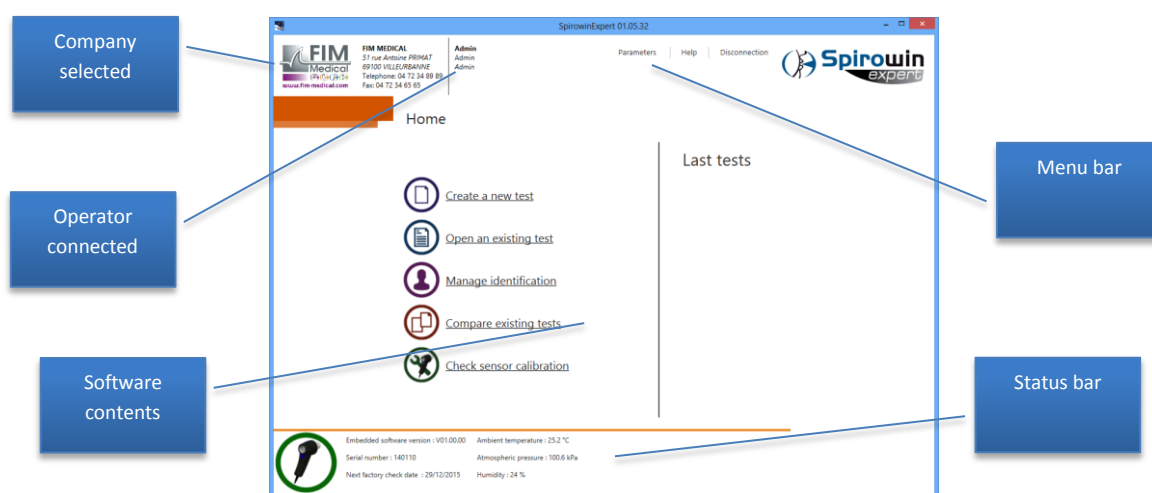 SpirowinExpert 01.05.32
Company
selected
FIM
Medical
www.fim-medical.com
FIM MEDICAL
51 rue Antoine PRIMAT
69100 VILLEURBANNE
Telephone: 04 72 34 89 89
Fax: 04 72 34 65 65
Admin
Admin
Admin
Parameters
Help
Disconnection
Spirowin
expert
Home
Last tests
Menu bar
Operator
connected
Create a new test
Open an existing test
Manage identification
Compare existing tests
Check sensor calibration
Software
contents
Status bar
Embedded software version : V01.00.00 Ambient temperature : 25.2 °C
Serial number : 140110 Atmospheric pressure : 100.6 kPa
Next factory check date : 29/12/2015 Humidity : 24 %